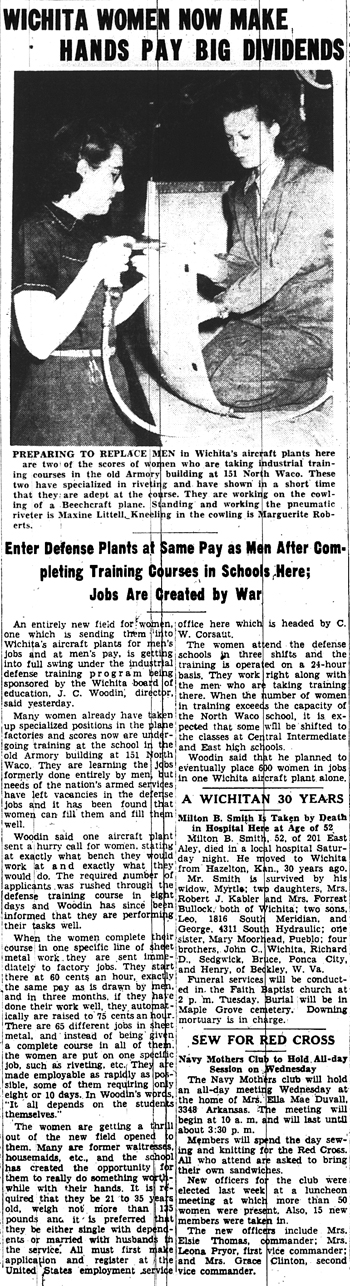 WICHITA WOMEN NOW MAKE
HANDS PAY BIG DIVIDENDS
PREPARING TO REPLACE MEN in Wichita's aircraft plants here
are two of the scores of women who are taking industrial train-
ing courses in the old Armory building at 151 North Waco. These
two have specialized in riveting and have shown in a short time
that they are adept at the course. They are working on the cowl-
ing of a Beechcraft plane. Standing and working the pneumatic
riveter is Maxine Littell. Kneeling in the cowling is Marguerite Rob-
erts.
Enter Defense Plants at Same Pay as Men After Com-
pleting Training Courses in Schools Here;
Jobs Are Created by War
An entirely new field for women,
one which is sending them into
Wichita's aircraft plants for men's
jobs and at men's pay, is getting
into full swing under the industrial
defense training program being
sponsored by the Wichita board of
education, J. C. Woodin, director,
said yesterday.
Many women already have taken
up specialized positions in the plane
factories and scores now are under-
going training at the school in the
old Armory building at 151 North
Waco. They are learning the jobs
formerly done entirely by men, but
needs of the nation's armed services
have left vacancies in the defense
jobs and it has been found that
women can fill them and fill them
well.
Woodin said one aircraft plant
sent a hurry call for women, stating
at exactly what bench they would
work at and exactly what they
would do. The required number of
applicants was rushed through the
defense training course in eight
days and Woodin has since been
informed that they are performing
their tasks well.
When the women complete their
course in one specific line of sheet
metal work they are sent imme-
diately to factory jobs. They start
there at 60 cents an hour, exactly
the same pay as is drawn by men,
and in three months, if they have
done their work well, they automat-
ically are raised to 75 cents an hour.
There are 65 different jobs in sheet
metal, and instead of being given
a complete course in all of them,
the women are put on one specific
job, such as riveting, etc. They are
made employable as rapidly as pos-
sible, some of them requiring only
eight or 10 days. In Woodin's words,
"It all depends on the students
themselves."
The women are getting a thrill
out of the new field opened to
them. Many are former waitresses,
housemaids, etc., and the school
has created the opportunity for
them to really do something worth-
while with their hands. It is re-
quired that they be 21 to 35 years
old, weigh not more than 135
pounds and it is preferred that
they be either single with depend-
ents or married with husbands in
the service. All must first make
application and register at the
United States employment service
office here which is headed by C.
W. Corsaut.
The women attend the defense
schools in three shifts and the
training is operated on a 24-hour
basis. They work right along with
the men who are taking training
there. When the number of women
in training exceeds the capacity of
the North Waco school, it is ex-
pected that some will be shifted to
the classes at Central Intermediate
and East high schools.
Woodin said that he planned to
eventually place 600 women in jobs
in one Wichita aircraft plant alone.
A WICHITAN 30 YEARS
Milton B. Smith Is Taken by Death
in Hospital Here at Age of 52
Milton B. Smith, 52, of 201 East
Aley, died in a local hospital Satur-
day night. He moved to Wichita
from Hazelton, Kan., 30 years ago.
Mr. Smith is survived by his
widow, Myrtle; two daughters, Mrs.
Robert J. Kabler and Mrs. Forrest
Bullock, both of Wichita; two sons,
Leo, 1816 South Meridian, and
George, 4311 South Hydraulic; one
sister, Mary Moorhead, Pueblo; four
brothers, John C., Wichita, Richard
D., Sedgwick, Bruce, Ponca City,
and Henry, of Beckley, W. Va.
Funeral services will be conduct-
ed in the Faith Baptist church at
2 p. m. Tuesday. Burial will be in
Maple Grove cemetery. Downing
mortuary is in charge.
SEW FOR RED CROSS
Navy Mothers Club to Hold All-day
Session on Wednesday
The Navy Mothers club will hold
an all-day meeting Wednesday at
the home of Mrs. Ella Mae Duvall,
3348 Arkansas. The meeting will
begin at 10 a. m. and will last until
about 3:30 p. m.
Members will spend the day sew-
ing and knitting for the Red Cross.
All who attend are asked to bring
their own sandwiches.
New officers for the club were
elected last week at a luncheon
meeting at which more than 50
women were present. Also, 15 new
members were taken in.
The new officers include Mrs.
Elsie Thomas, commander; Mrs.
Leona Pryor, first vice commander;
and Mrs. Grace Clinton, second
vice commander.